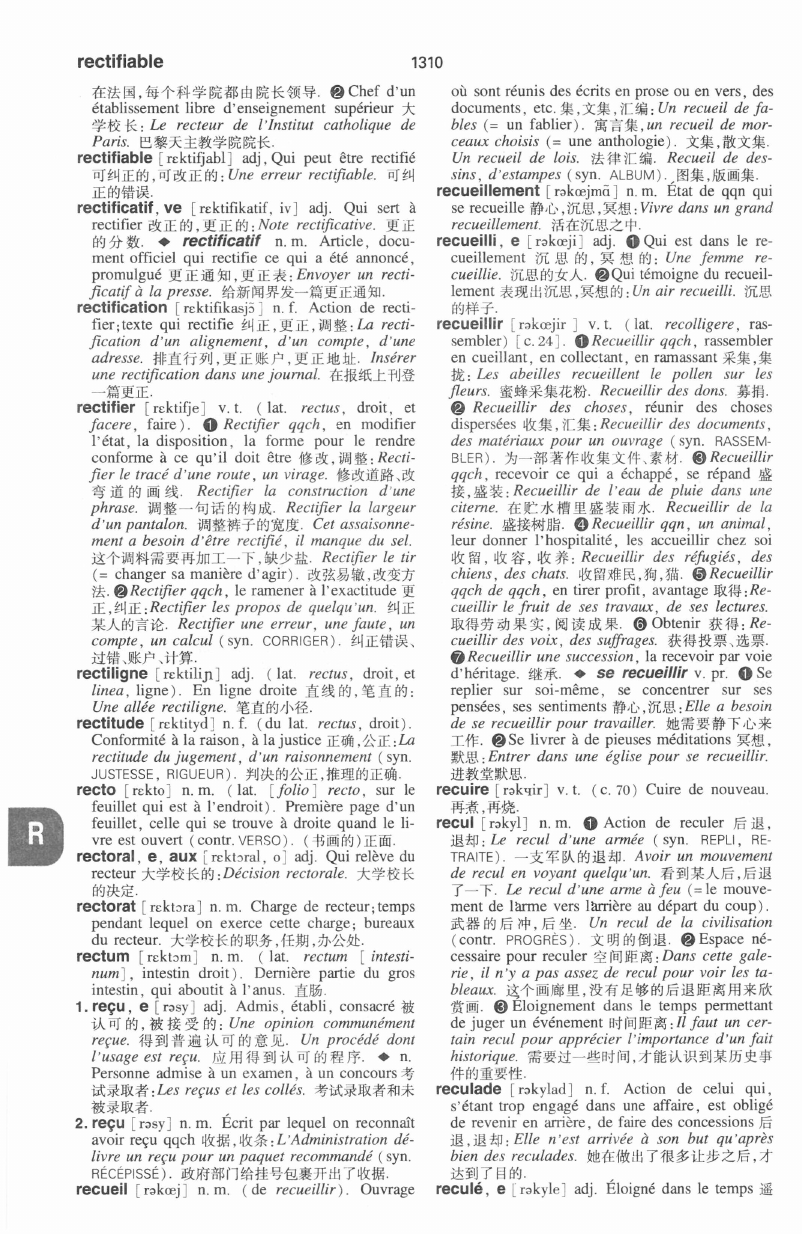 rectifiable
1310
在法国,每个科学院都由院长领导. ❷ Chef d'un
établissement libre d'enseignement supérieur 大
学校长: Le recteur de l'Institut catholique de
Paris. 巴黎天主教学院院长.
rectifiable [rɛktifjabl] adj, Qui peut être rectifié
可纠正的,可改正的: Une erreur rectifiable. 可纠
正的错误.
rectificatif, ve [rɛktifikatif, iv] adj. Qui sert à
rectifier 改正的,更正的: Note rectificative. 更正
的分数. ◆ rectificatif n. m. Article, docu-
ment officiel qui rectifie ce qui a été annoncé,
promulgué 更正通知,更正表: Envoyer un recti-
ficatif à la presse. 给新闻界发一篇更正通知.
rectification [rɛktifikasjɔ̃] n. f. Action de recti-
fier;texte qui rectifie 纠正,更正,调整: La recti-
fication d'un alignement, d'un compte, d'une
adresse. 排直行列,更正账户,更正地址. Insérer
une rectification dans une journal. 在报纸上刊登
一篇更正.
rectifier [rɛktifje] v. t. (lat. rectus, droit, et
facere, faire). ❶ Rectifier qqch, en modifier
l'état, la disposition, la forme pour le rendre
conforme à ce qu'il doit être 修改,调整: Recti-
fier le tracé d'une route, un virage. 修改道路、改
弯道的画线. Rectifier la construction d'une
phrase. 调整一句话的构成. Rectifier la largeur
d'un pantalon. 调整裤子的宽度. Cet assaisonne-
ment a besoin d'être rectifié, il manque du sel.
这个调料需要再加工一下,缺少盐. Rectifier le tir
(= changer sa manière d'agir). 改弦易辙,改变方
法. ❷ Rectifier qqch, le ramener à l'exactitude 更
正,纠正: Rectifier les propos de quelqu'un. 纠正
某人的言论. Rectifier une erreur, une faute, un
compte, un calcul (syn. CORRIGER). 纠正错误、
过错、账户、计算.
rectiligne [rɛktiliɲ] adj. (lat. rectus, droit, et
linea, ligne). En ligne droite 直线的,笔直的:
Une allée rectiligne. 笔直的小径.
rectitude [rɛktityd] n. f. (du lat. rectus, droit).
Conformité à la raison, à la justice 正确,公正: La
rectitude du jugement, d'un raisonnement (syn.
JUSTESSE, RIGUEUR). 判决的公正,推理的正确.
recto [rɛkto] n. m. (lat. [folio] recto, sur le
feuillet qui est à l'endroit). Première page d'un
feuillet, celle qui se trouve à droite quand le li-
vre est ouvert (contr. VERSO). (书画的)正面.
R
rectoral, e, aux [rɛktɔral, o] adj. Qui relève du
recteur 大学校长的: Décision rectorale. 大学校长
的决定.
rectorat [rɛktɔra] n. m. Charge de recteur;temps
pendant lequel on exerce cette charge; bureaux
du recteur. 大学校长的职务,任期,办公处.
rectum [rɛktɔm] n. m. (lat. rectum [intesti-
num], intestin droit). Dernière partie du gros
intestin, qui aboutit à l'anus. 直肠.
1. reçu, e [rəsy] adj. Admis, établi, consacré 被
认可的,被接受的: Une opinion communément
reçue. 得到普遍认可的意见. Un procédé dont
l'usage est reçu. 应用得到认可的程序. ◆ n.
Personne admise à un examen, à un concours 考
试录取者: Les reçus et les collés. 考试录取者和未
被录取者.
2. reçu [rəsy] n. m. Écrit par lequel on reconnaît
avoir reçu qqch 收据,收条: L'Administration dé-
livre un reçu pour un paquet recommandé (syn.
RÉCÉPISSÉ). 政府部门给挂号包裹开出了收据.
recueil [rəkœj] n. m. (de recueillir). Ouvrage
où sont réunis des écrits en prose ou en vers, des
documents, etc. 集,文集,汇编: Un recueil de fa-
bles (= un fablier). 寓言集, un recueil de mor-
ceaux choisis (= une anthologie). 文集,散文集.
Un recueil de lois. 法律汇编. Recueil de des-
sins, d'estampes (syn. ALBUM). 图集,版画集.
recueillement [rəkœjmɑ̃] n. m. État de qqn qui
se recueille 静心,沉思,冥想: Vivre dans un grand
recueillement. 活在沉思之中.
recueilli, e [rəkœji] adj. ❶ Qui est dans le re-
cueillement 沉思的,冥想的: Une femme re-
cueillie. 沉思的女人. ❷ Qui témoigne du recueil-
lement 表现出沉思,冥想的: Un air recueilli. 沉思
的样子.
recueillir [rəkœjir] v. t. (lat. recolligere, ras-
sembler) [c. 24]. ❶ Recueillir qqch, rassembler
en cueillant, en collectant, en ramassant 采集,集
拢: Les abeilles recueillent le pollen sur les
fleurs. 蜜蜂采集花粉. Recueillir des dons. 募捐.
❷ Recueillir des choses, réunir des choses
dispersées 收集,汇集: Recueillir des documents,
des matériaux pour un ouvrage (syn. RASSEM-
BLER). 为一部著作收集文件、素材. ❸ Recueillir
qqch, recevoir ce qui a échappé, se répand 盛
接,盛装: Recueillir de l'eau de pluie dans une
citerne. 在贮水槽里盛装雨水. Recueillir de la
résine. 盛接树脂. ❹ Recueillir qqn, un animal,
leur donner l'hospitalité, les accueillir chez soi
收留,收容,收养: Recueillir des réfugiés, des
chiens, des chats. 收留难民,狗,猫. ❺ Recueillir
qqch de qqch, en tirer profit, avantage 取得: Re-
cueillir le fruit de ses travaux, de ses lectures.
取得劳动果实,阅读成果. ❻ Obtenir 获得: Re-
cueillir des voix, des suffrages. 获得投票、选票.
❼ Recueillir une succession, la recevoir par voie
d'héritage. 继承. ◆ se recueillir v. pr. ❶ Se
replier sur soi-même, se concentrer sur ses
pensées, ses sentiments 静心,沉思: Elle a besoin
de se recueillir pour travailler. 她需要静下心来
工作. ❷ Se livrer à de pieuses méditations 冥想,
默思: Entrer dans une église pour se recueillir.
进教堂默思.
recuire [rəkɥir] v. t. (c. 70) Cuire de nouveau.
再煮,再烧.
recul [rəkyl] n. m. ❶ Action de reculer 后退,
退却: Le recul d'une armée (syn. REPLI, RE-
TRAITE). 一支军队的退却. Avoir un mouvement
de recul en voyant quelqu'un. 看到某人后,后退
了一下. Le recul d'une arme à feu (= le mouve-
ment de l'arme vers l'arrière au départ du coup).
武器的后冲,后坐. Un recul de la civilisation
(contr. PROGRÈS). 文明的倒退. ❷ Espace né-
cessaire pour reculer 空间距离: Dans cette gale-
rie, il n'y a pas assez de recul pour voir les ta-
bleaux. 这个画廊里,没有足够的后退距离用来欣
赏画. ❸ Éloignement dans le temps permettant
de juger un événement 时间距离: Il faut un cer-
tain recul pour apprécier l'importance d'un fait
historique. 需要过一些时间,才能认识到某历史事
件的重要性.
reculade [rəkylad] n. f. Action de celui qui,
s'étant trop engagé dans une affaire, est obligé
de revenir en arrière, de faire des concessions 后
退,退却: Elle n'est arrivée à son but qu'après
bien des reculades. 她在做出了很多让步之后,才
达到了目的.
reculé, e [rəkyle] adj. Éloigné dans le temps 遥